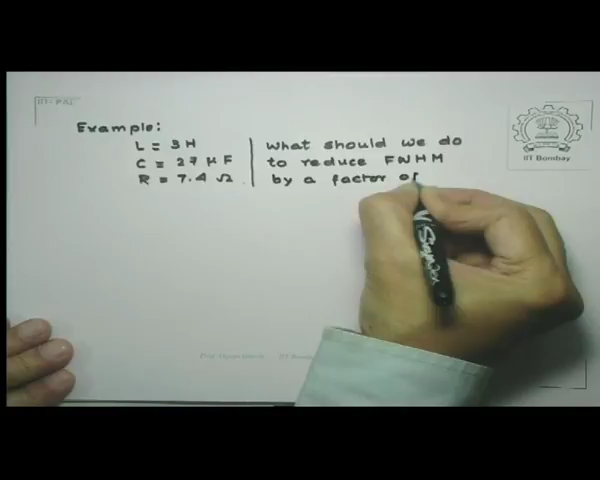 Example:
L = 3 H
C = 27 μF
R = 7.4 Ω
What should we do
to reduce FWHM
by a factor of
IIT Bombay